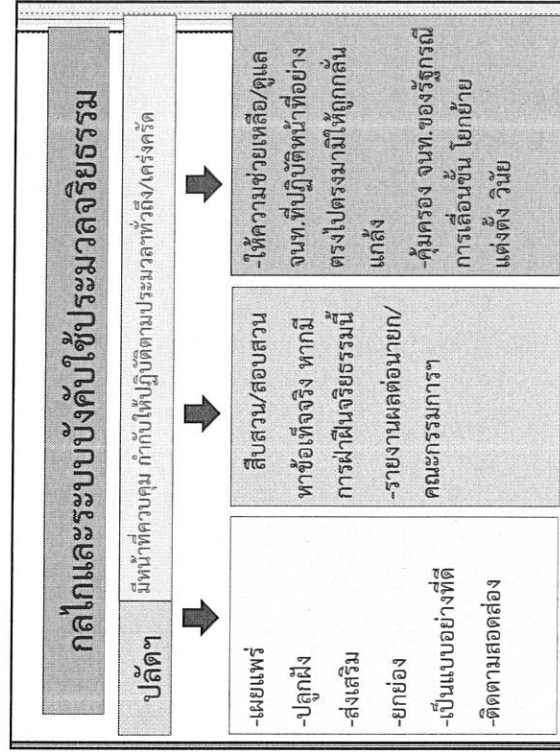 กลไกและระบบบังคับใช้ประมวลจริยธรรม
ปลัดฯ
มีหน้าที่ควบคุม กำกับให้ปฏิบัติตามประมวลฯทั่วถึง/เคร่งครัด
-เผยแพร่
-ปลูกฝัง
-ส่งเสริม
-ยกย่อง
-เป็นแบบอย่างที่ดี
-ติดตามสอดส่อง
สืบสวน/สอบสวน
หาข้อเท็จจริง หากมี
การฝ่าฝืนจริยธรรมนี้
-รายงานผลต่อนายก/
คณะกรรมการฯ
-ให้ความช่วยเหลือ/ดูแล
จนท.ที่ปฏิบัติหน้าที่อย่าง
ตรงไปตรงมามิให้ถูกกลั่น
แกล้ง
-คุ้มครอง จนท.ของรัฐกรณี
การเลื่อนขั้น โยกย้าย
แต่งตั้ง วินัย